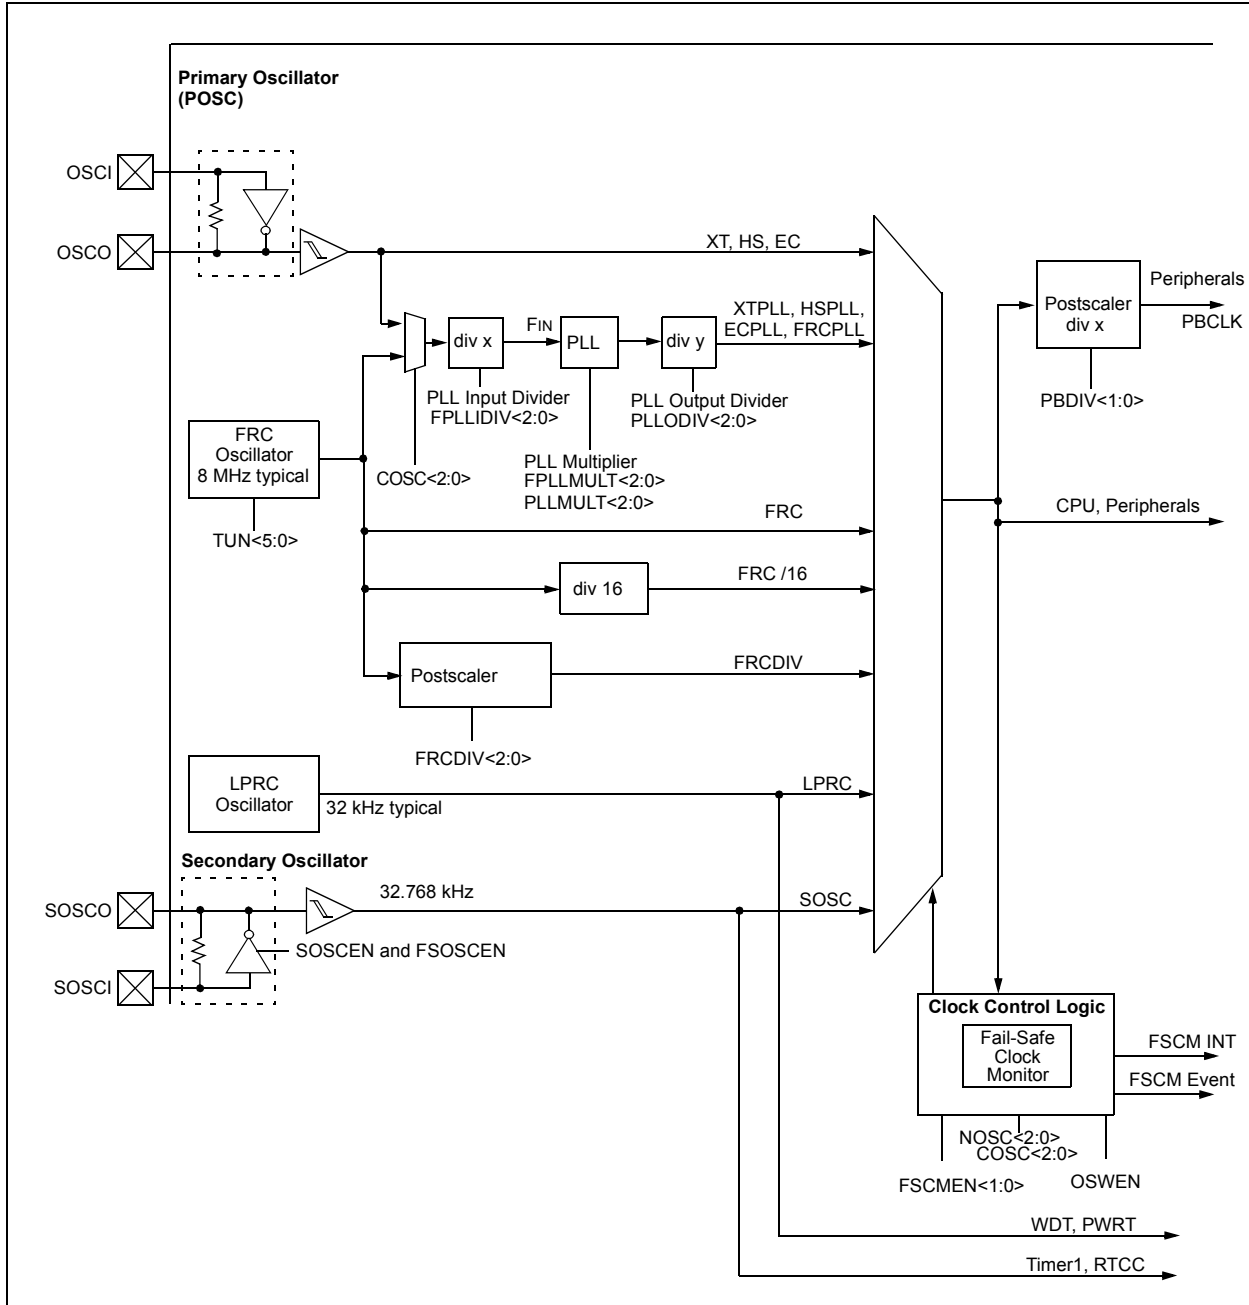 Primary Oscillator
(POSC)
OSCI
OSCO
XT, HS, EC
Peripherals
Postscaler
div x
PBCLK
PBDIV<1:0>
XTPLL, HSPLL,
ECPLL, FRCPLL
div x
FIN
PLL
div y
PLL Input Divider
FPLLIDIV<2:0>
PLL Output Divider
PLLODIV<2:0>
FRC
Oscillator
8 MHz typical
COSC<2:0>
PLL Multiplier
FPLLMULT<2:0>
PLLMULT<2:0>
TUN<5:0>
FRC
CPU, Peripherals
div 16
FRC /16
Postscaler
FRCDIV
FRCDIV<2:0>
LPRC
Oscillator
32 kHz typical
LPRC
Secondary Oscillator
32.768 kHz
SOSC
SOSCO
SOSCEN and FSOSCEN
SOSCI
Clock Control Logic
Fail-Safe
Clock
Monitor
FSCM INT
FSCM Event
NOSC<2:0>
COSC<2:0>
FSCMEN<1:0>
OSWEN
WDT, PWRT
Timer1, RTCC